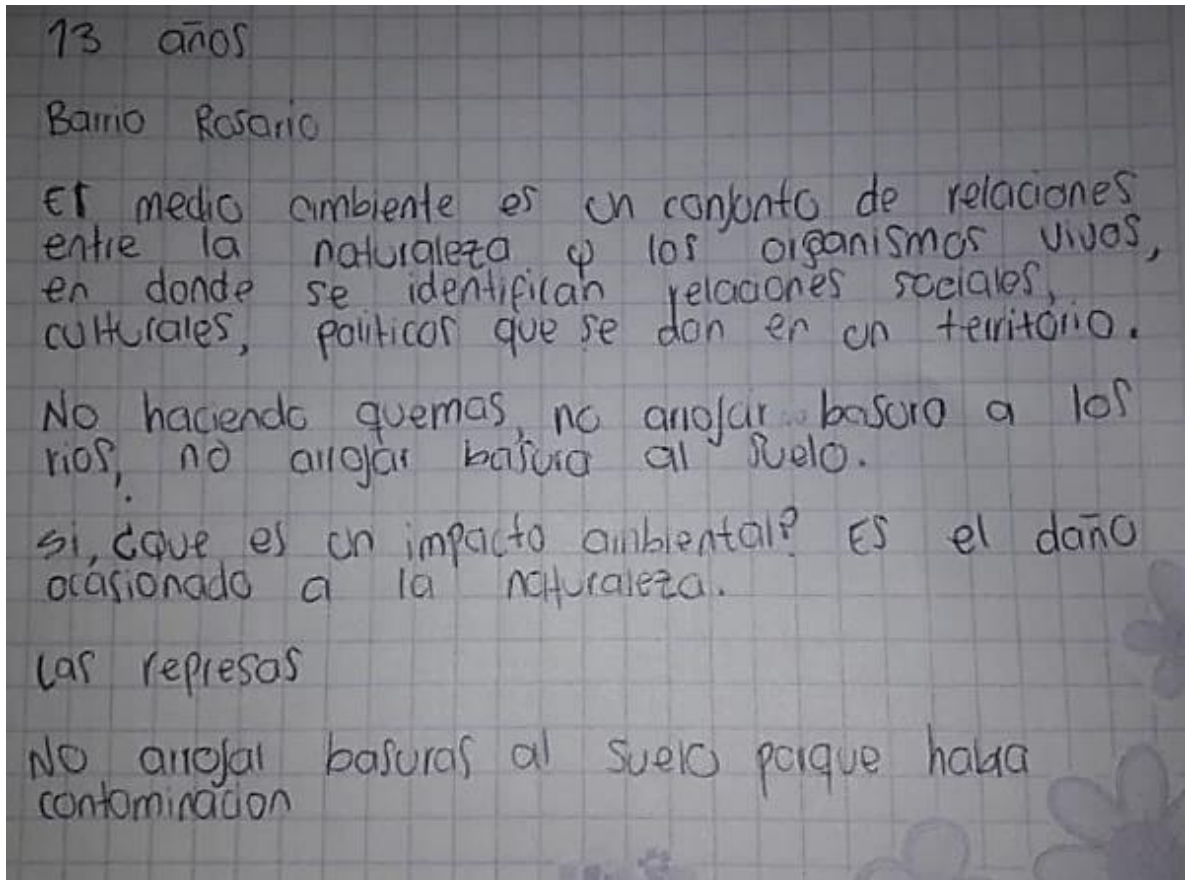 13 años
Barrio Rosario
El medio ambiente es un conjunto de relaciones
entre la naturaleza y los organismos vivos,
en donde se identifican relaciones sociales,
culturales, politicas que se dan en un territorio.
No haciendo quemas, no arrojar basura a los
rios, no arrojar basura al suelo.
si, ¿que es un impacto ambiental? ES el daño
ocasionado a la naturaleza.
Las represas
NO arrojar basuras al suelo porque habra
contaminacion